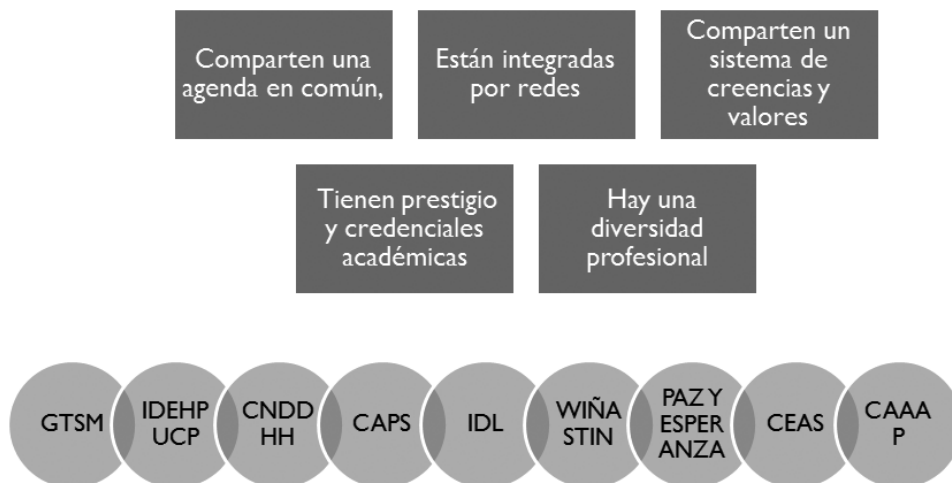 Comparten una
agenda en común,
Están integradas
por redes
Comparten un
sistema de
creencias y
valores
Tienen prestigio
y credenciales
académicas
Hay una
diversidad
profesional
GTSM
IDEHP
UCP
CNDD
HH
CAPS
IDL
WIÑA
STIN
PAZ Y
ESPER
ANZA
CEAS
CAAA
P